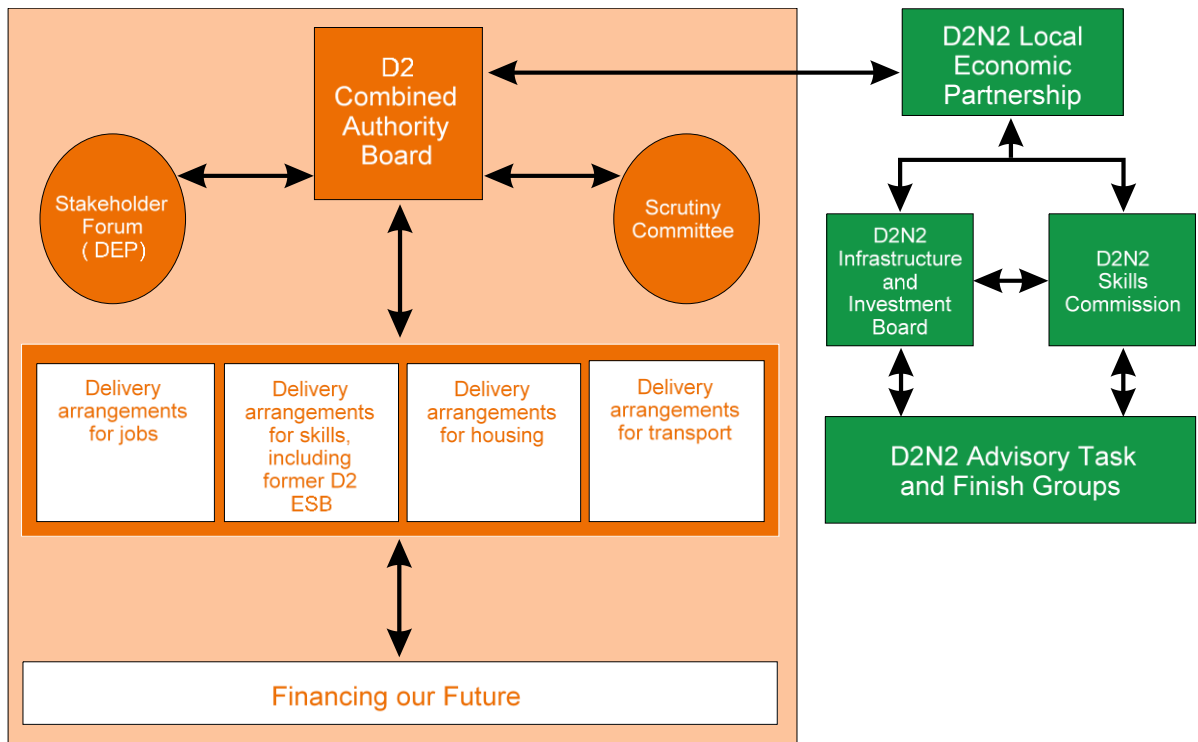 D2
Combined
Authority
Board
D2N2 Local
Economic
Partnership
Stakeholder
Forum
( DEP)
Scrutiny
Committee
D2N2
Infrastructure
and
Investment
Board
D2N2
Skills
Commission
Delivery
arrangements
for jobs
Delivery
arrangements
for skills,
including
former D2
ESB
Delivery
arrangements
for housing
Delivery
arrangements
for transport
D2N2 Advisory Task
and Finish Groups
Financing our Future